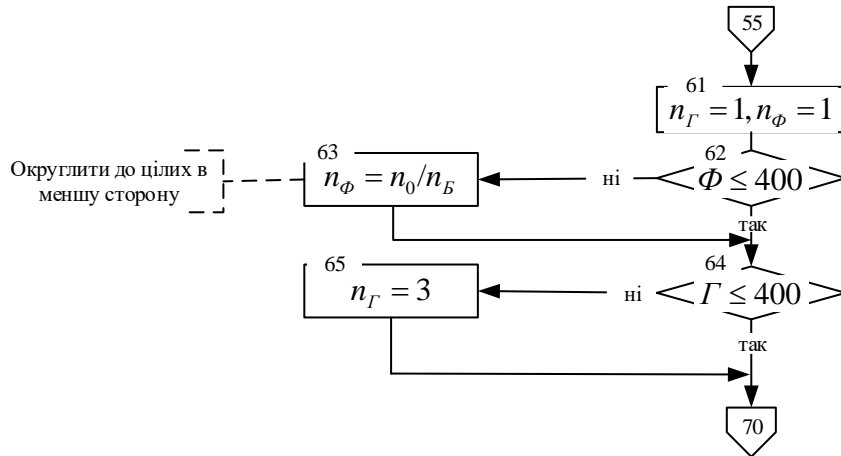 55
61
n_Г = 1, n_Ф = 1
62
Ф ≤ 400
ні
так
63
n_Ф = n_0/n_Б
Округлити до цілих в
меншу сторону
64
Г ≤ 400
ні
так
65
n_Г = 3
70